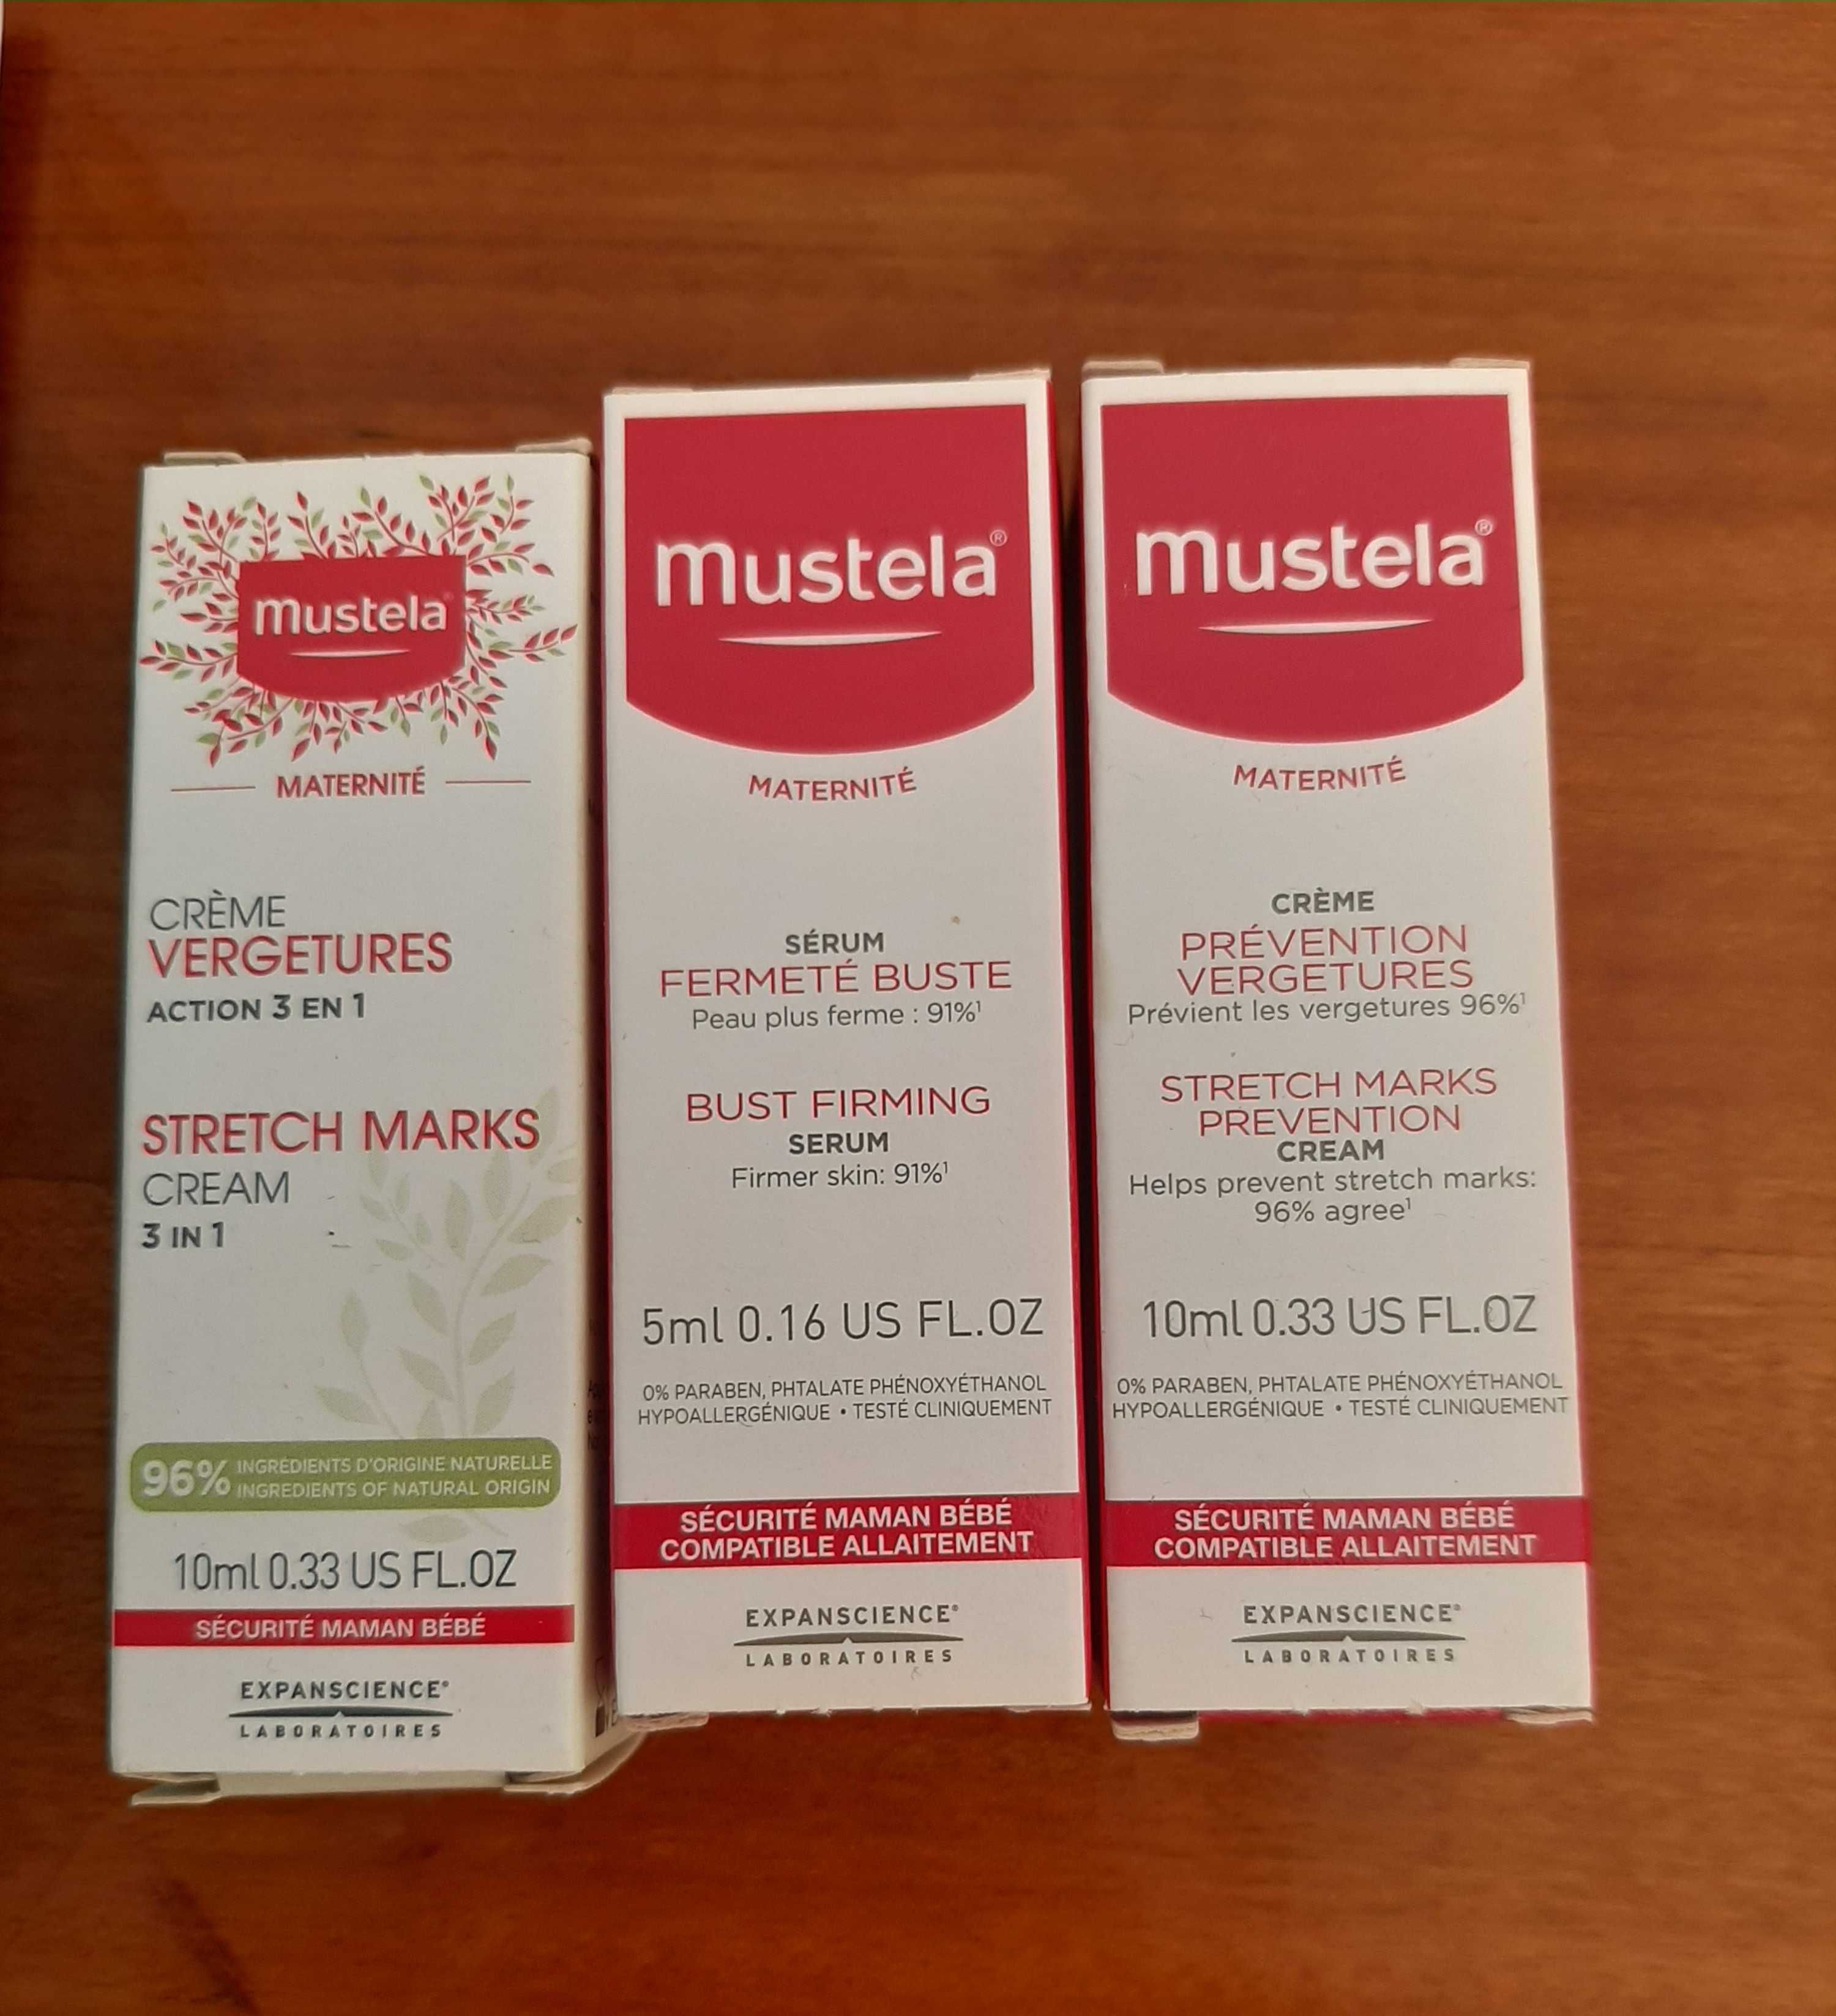 mustela
MATERNITÉ
CRÈME
VERGETURES
ACTION 3 EN 1
STRETCH MARKS
CREAM
3 IN 1
96% INGRÉDIENTS D'ORIGINE NATURELLE
INGREDIENTS OF NATURAL ORIGIN
10ml 0.33 US FL.OZ
SÉCURITÉ MAMAN BÉBÉ
EXPANSCIENCE®
LABORATOIRES
mustela®
MATERNITÉ
SÉRUM
FERMETÉ BUSTE
Peau plus ferme : 91%¹
BUST FIRMING
SERUM
Firmer skin: 91%¹
5ml 0.16 US FL.OZ
0% PARABEN, PHTALATE PHÉNOXYÉTHANOL
HYPOALLERGÉNIQUE • TESTÉ CLINIQUEMENT
SÉCURITÉ MAMAN BÉBÉ
COMPATIBLE ALLAITEMENT
EXPANSCIENCE®
LABORATOIRES
mustela®
MATERNITÉ
CRÈME
PRÉVENTION
VERGETURES
Prévient les vergetures 96%¹
STRETCH MARKS
PREVENTION
CREAM
Helps prevent stretch marks:
96% agree¹
10ml 0.33 US FL.OZ
0% PARABEN, PHTALATE PHÉNOXYÉTHANOL
HYPOALLERGÉNIQUE • TESTÉ CLINIQUEMENT
SÉCURITÉ MAMAN BÉBÉ
COMPATIBLE ALLAITEMENT
EXPANSCIENCE®
LABORATOIRES